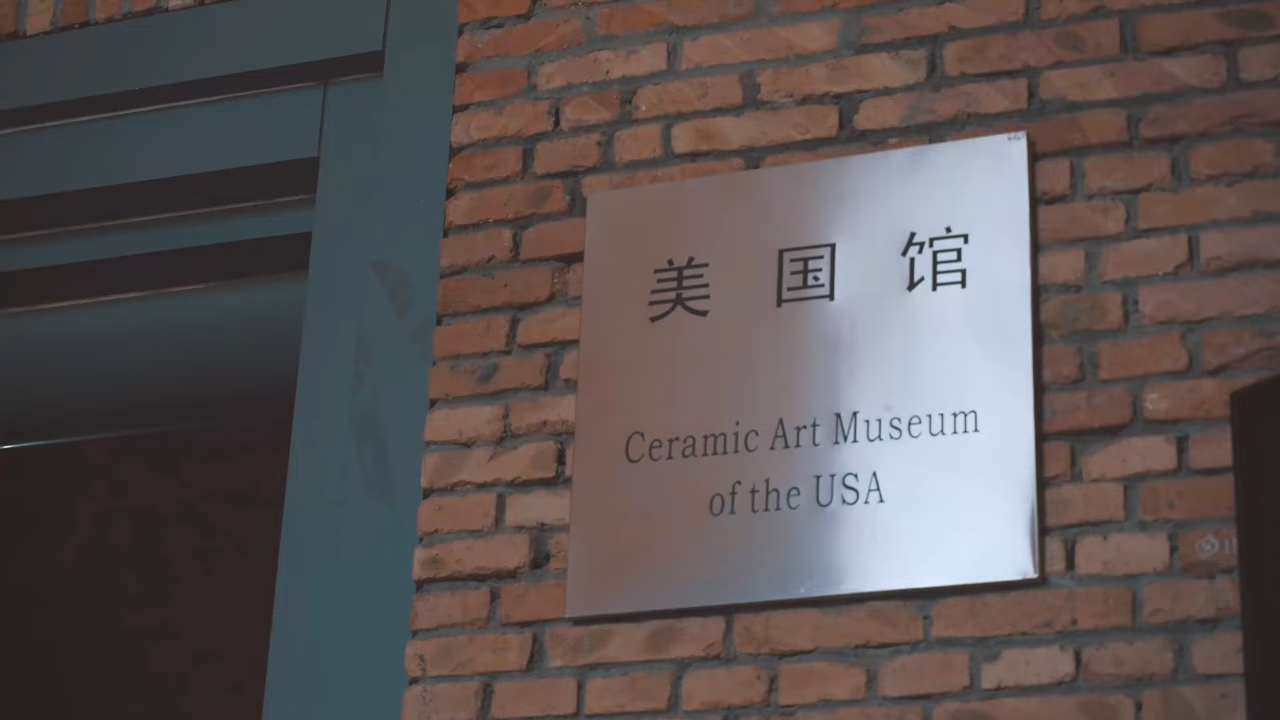 美国馆
Ceramic Art Museum
of the USA